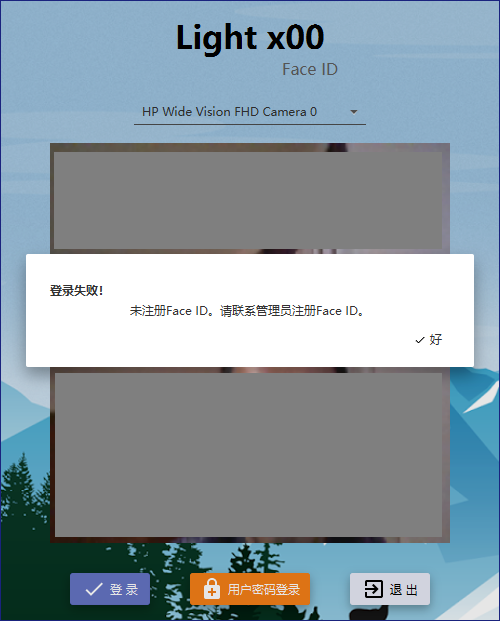 Light x00
Face ID
HP Wide Vision FHD Camera 0
登录失败!
未注册Face ID。请联系管理员注册Face ID。
好
登 录
用户密码登录
退 出